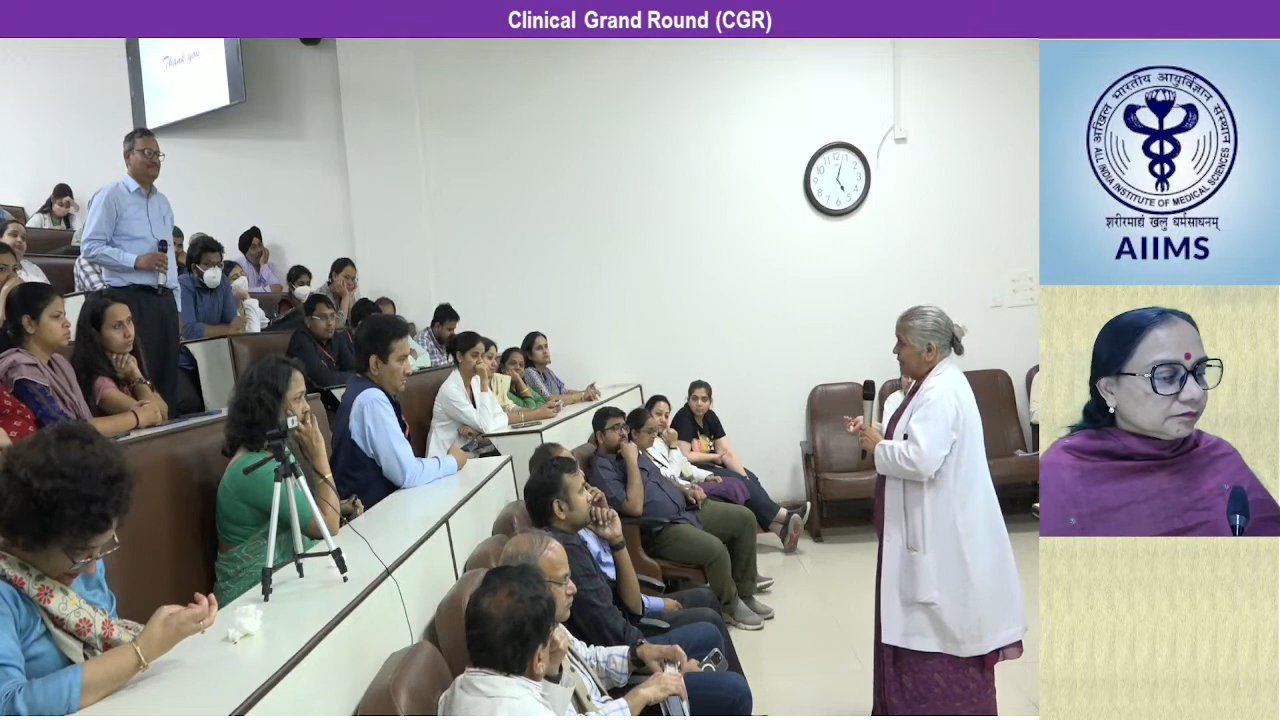 Clinical Grand Round (CGR)
Thank you
अखिल भारतीय आयुर्विज्ञान संस्थान
ALL INDIA INSTITUTE OF MEDICAL SCIENCES
शरीरमाद्यं खलु धर्मसाधनम्
AIIMS